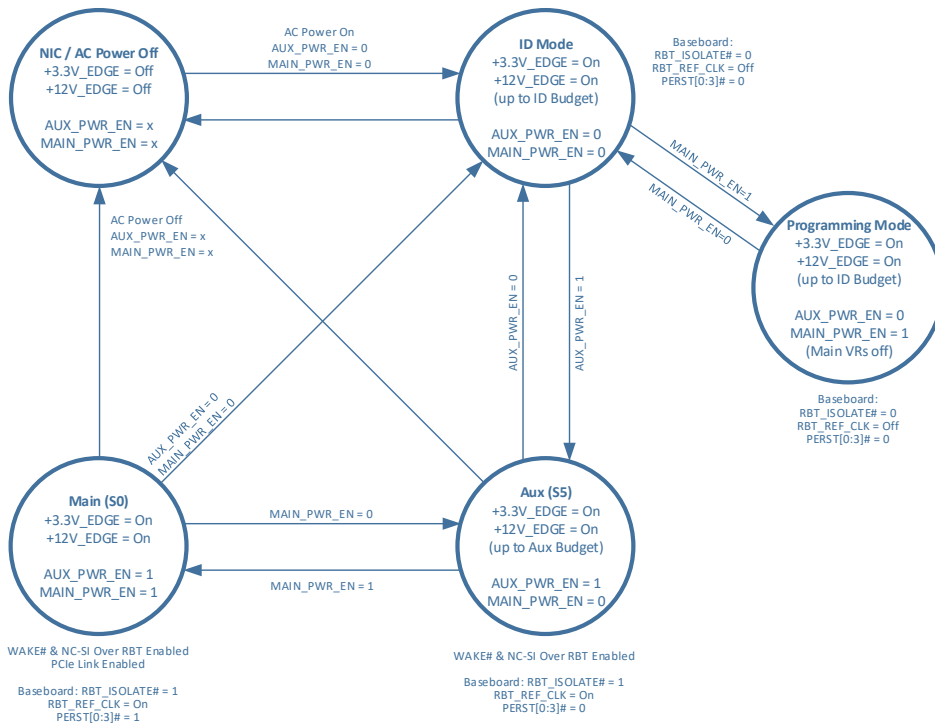 NIC / AC Power Off
+3.3V_EDGE = Off
+12V_EDGE = Off
AUX_PWR_EN = x
MAIN_PWR_EN = x
AC Power On
AUX_PWR_EN = 0
MAIN_PWR_EN = 0
ID Mode
+3.3V_EDGE = On
+12V_EDGE = On
(up to ID Budget)
AUX_PWR_EN = 0
MAIN_PWR_EN = 0
Baseboard:
RBT_ISOLATE# = 0
RBT_REF_CLK = Off
PERST[0:3]# = 0
MAIN_PWR_EN=1
MAIN_PWR_EN=0
Programming Mode
+3.3V_EDGE = On
+12V_EDGE = On
(up to ID Budget)
AUX_PWR_EN = 0
MAIN_PWR_EN = 1
(Main VRs off)
Baseboard:
RBT_ISOLATE# = 0
RBT_REF_CLK = Off
PERST[0:3]# = 0
AC Power Off
AUX_PWR_EN = x
MAIN_PWR_EN = x
AUX_PWR_EN = 0
MAIN_PWR_EN = 0
AUX_PWR_EN = 0
AUX_PWR_EN = 1
Main (S0)
+3.3V_EDGE = On
+12V_EDGE = On
AUX_PWR_EN = 1
MAIN_PWR_EN = 1
MAIN_PWR_EN = 0
MAIN_PWR_EN = 1
Aux (S5)
+3.3V_EDGE = On
+12V_EDGE = On
(up to Aux Budget)
AUX_PWR_EN = 1
MAIN_PWR_EN = 0
WAKE# & NC-SI Over RBT Enabled
PCIe Link Enabled
Baseboard: RBT_ISOLATE# = 1
RBT_REF_CLK = On
PERST[0:3]# = 1
WAKE# & NC-SI Over RBT Enabled
Baseboard: RBT_ISOLATE# = 1
RBT_REF_CLK = On
PERST[0:3]# = 0